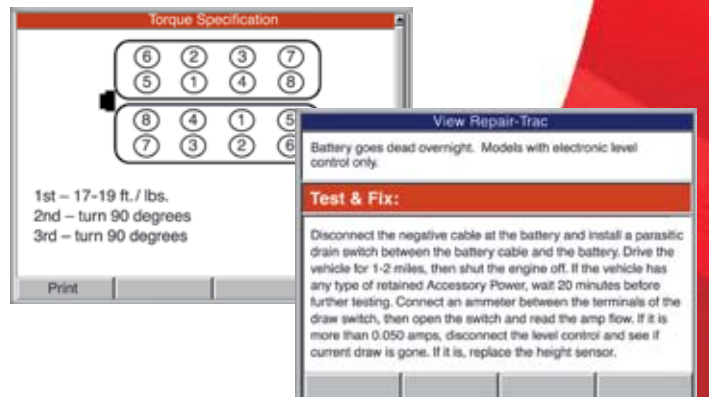 Torque Specification
6 2 3 7
5 1 4 8
8 4 1 5
7 3 2 6
1st – 17-19 ft./ lbs.
2nd – turn 90 degrees
3rd – turn 90 degrees
Print
View Repair-Trac
Battery goes dead overnight. Models with electronic level
control only.
Test & Fix:
Disconnect the negative cable at the battery and install a parasitic
drain switch between the battery cable and the battery. Drive the
vehicle for 1-2 miles, then shut the engine off. If the vehicle has
any type of retained Accessory Power, wait 20 minutes before
further testing. Connect an ammeter between the terminals of the
draw switch, then open the switch and read the amp flow. If it is
more than 0.050 amps, disconnect the level control and see if
current draw is gone. If it is, replace the height sensor.